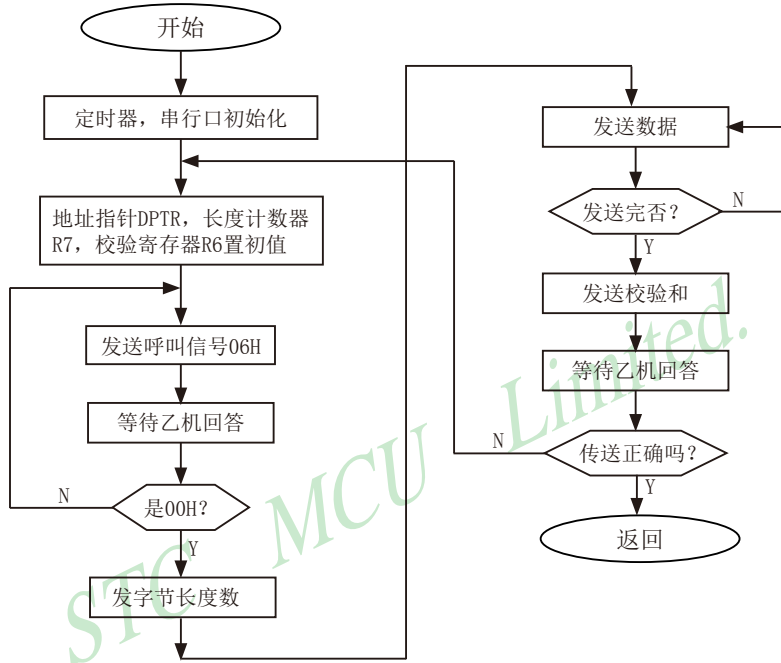 开始
定时器，串行口初始化
地址指针DPTR，长度计数器
R7，校验寄存器R6置初值
发送呼叫信号06H
等待乙机回答
是00H？
N
Y
发字节长度数
发送数据
发送完否？
N
Y
发送校验和
等待乙机回答
传送正确吗？
N
Y
返回
STC MCU Limited.